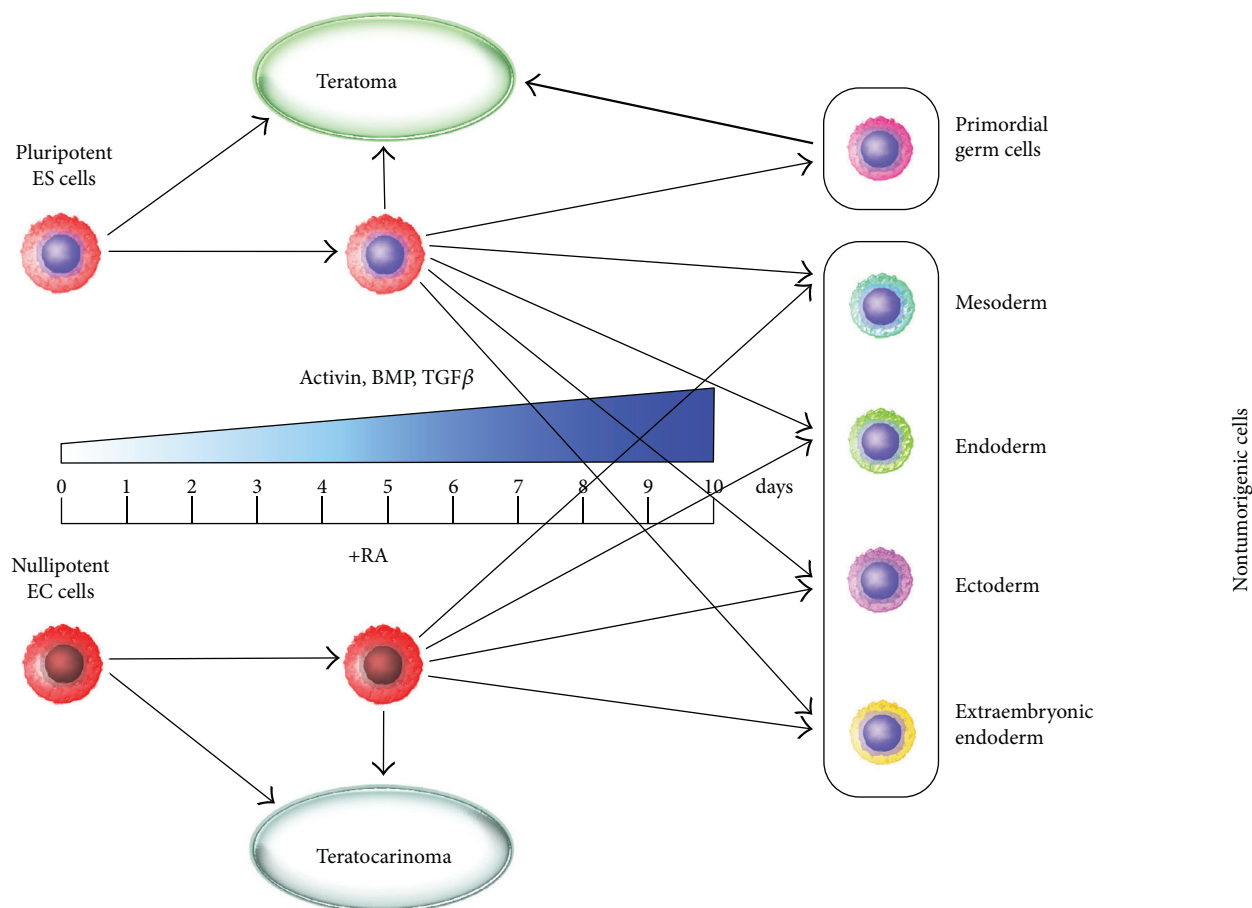 Teratoma
Primordial
germ cells
Pluripotent
ES cells
Mesoderm
Activin, BMP, TGFβ
Endoderm
0 1 2 3 4 5 6 7 8 9 10 days
+RA
Nullipotent
EC cells
Ectoderm
Extraembryonic
endoderm
Teratocarinoma
Nontumorigenic cells